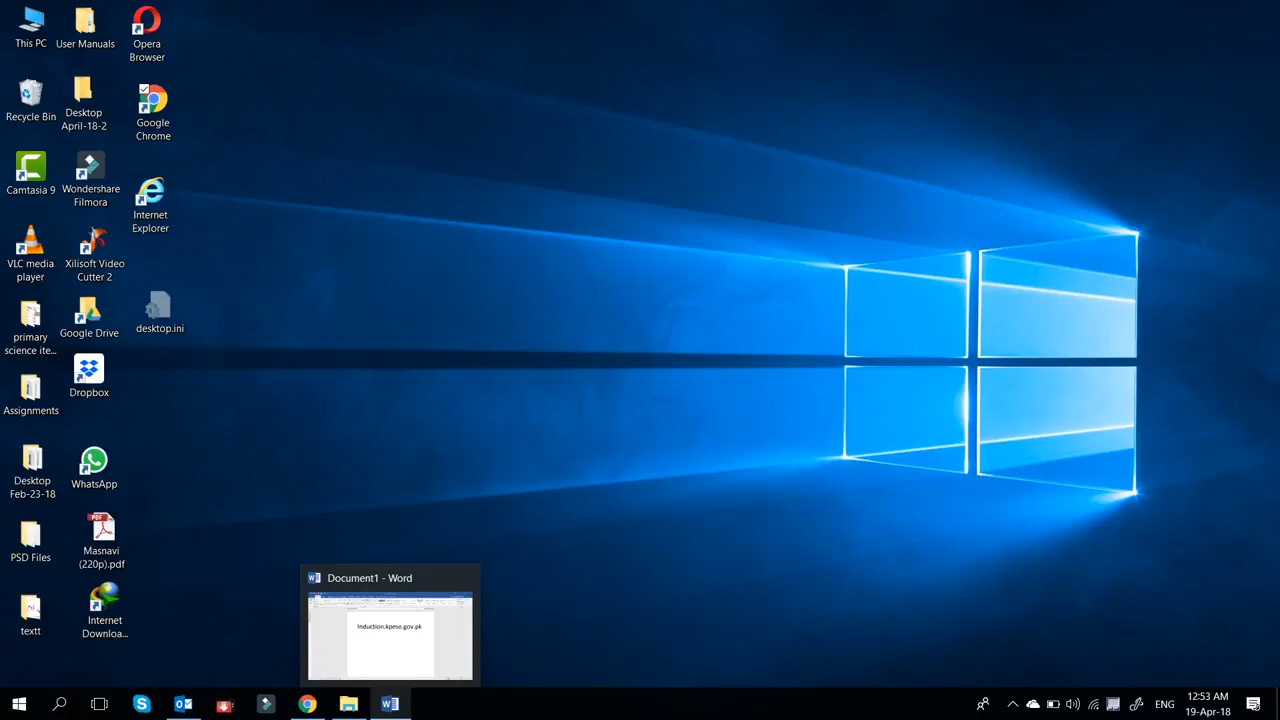 This PC
User Manuals
Opera
Browser
Recycle Bin
Desktop
April-18-2
Google
Chrome
Camtasia 9
Wondershare
Filmora
Internet
Explorer
VLC media
player
Xilisoft Video
Cutter 2
primary
science ite...
Google Drive
desktop.ini
Assignments
Dropbox
Desktop
Feb-23-18
WhatsApp
PSD Files
PDF
Masnavi
(220p).pdf
textt
Internet
Downloa...
Document1 - Word
Induction.kpese.gov.pk
ENG
12:53 AM
19-Apr-18